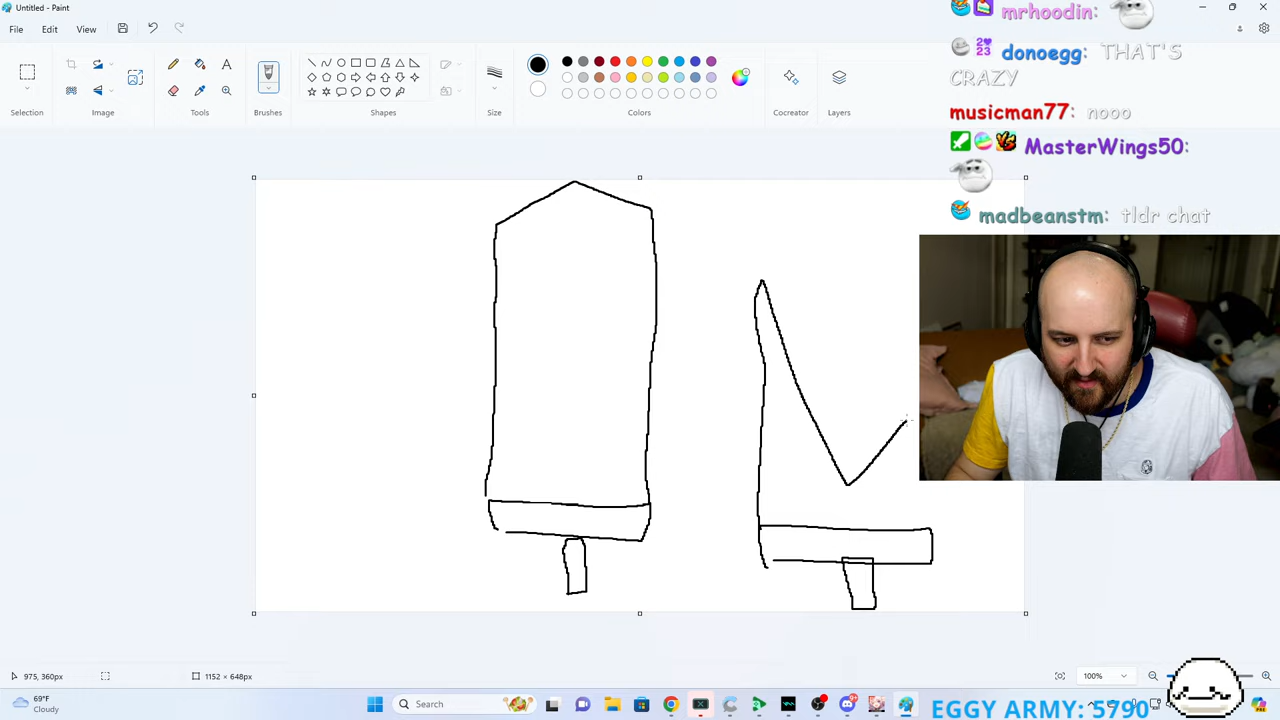 Untitled - Paint
File Edit View
Selection Image Tools Brushes Shapes Size Colors Cocreator Layers
mrhoodin:
donoegg: THAT'S
CRAZY
musicman77: nooo
MasterWings50:
madbeanstm: tldr chat
975, 360px
1152 × 648px
100%
69°F
Cloudy
Search
EGGY ARMY: 5790